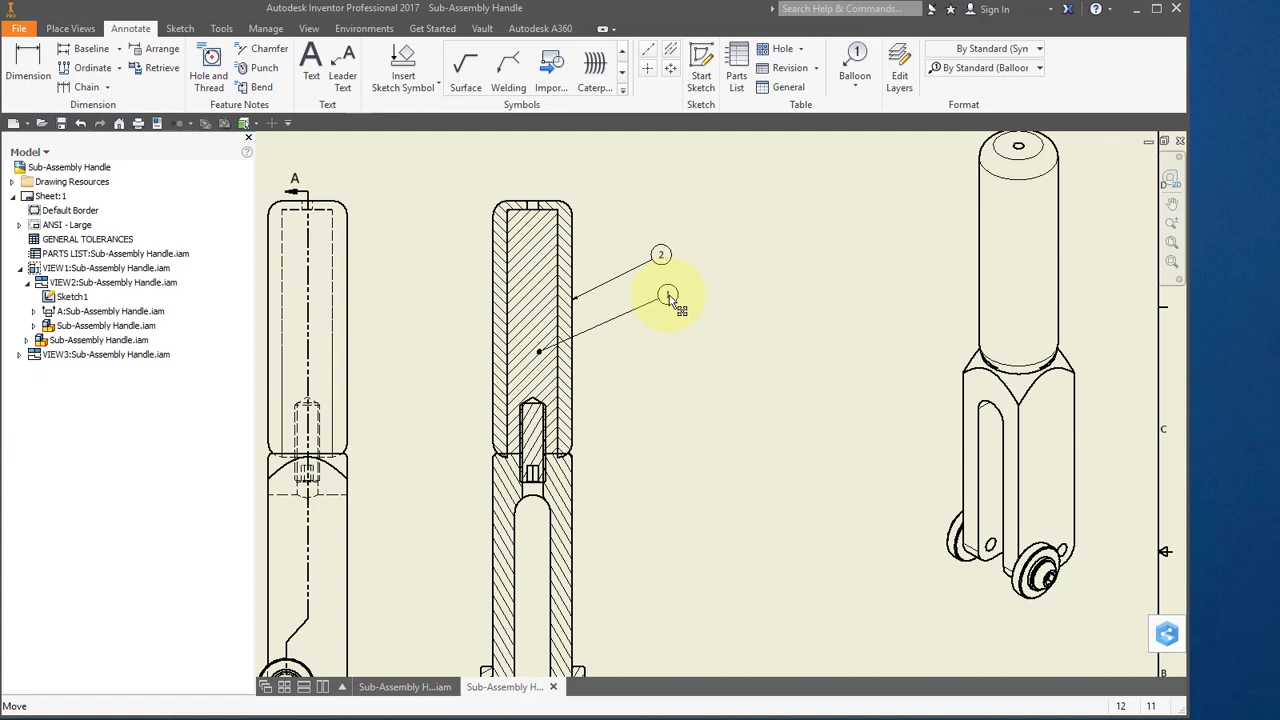 Autodesk Inventor Professional 2017 Sub-Assembly Handle
Search Help & Commands...
Sign In
File
Place Views
Annotate
Sketch
Tools
Manage
View
Environments
Get Started
Vault
Autodesk A360
Dimension
Baseline
Ordinate
Chain
Arrange
Retrieve
Dimension
Hole and Thread
Chamfer
Punch
Bend
Feature Notes
Text
Leader Text
Text
Insert Sketch Symbol
Surface
Welding
Impor...
Caterp...
Symbols
Start Sketch
Sketch
Parts List
Hole
Revision
General
Table
Balloon
1
Edit Layers
By Standard (Syn
By Standard (Balloon
Format
Model
Sub-Assembly Handle
Drawing Resources
Sheet:1
Default Border
ANSI - Large
GENERAL TOLERANCES
PARTS LIST:Sub-Assembly Handle.iam
VIEW1:Sub-Assembly Handle.iam
VIEW2:Sub-Assembly Handle.iam
Sketch1
A:Sub-Assembly Handle.iam
Sub-Assembly Handle.iam
Sub-Assembly Handle.iam
VIEW3:Sub-Assembly Handle.iam
A
2
1
C
B
Sub-Assembly H...iam
Sub-Assembly H...iam
Move
12
11